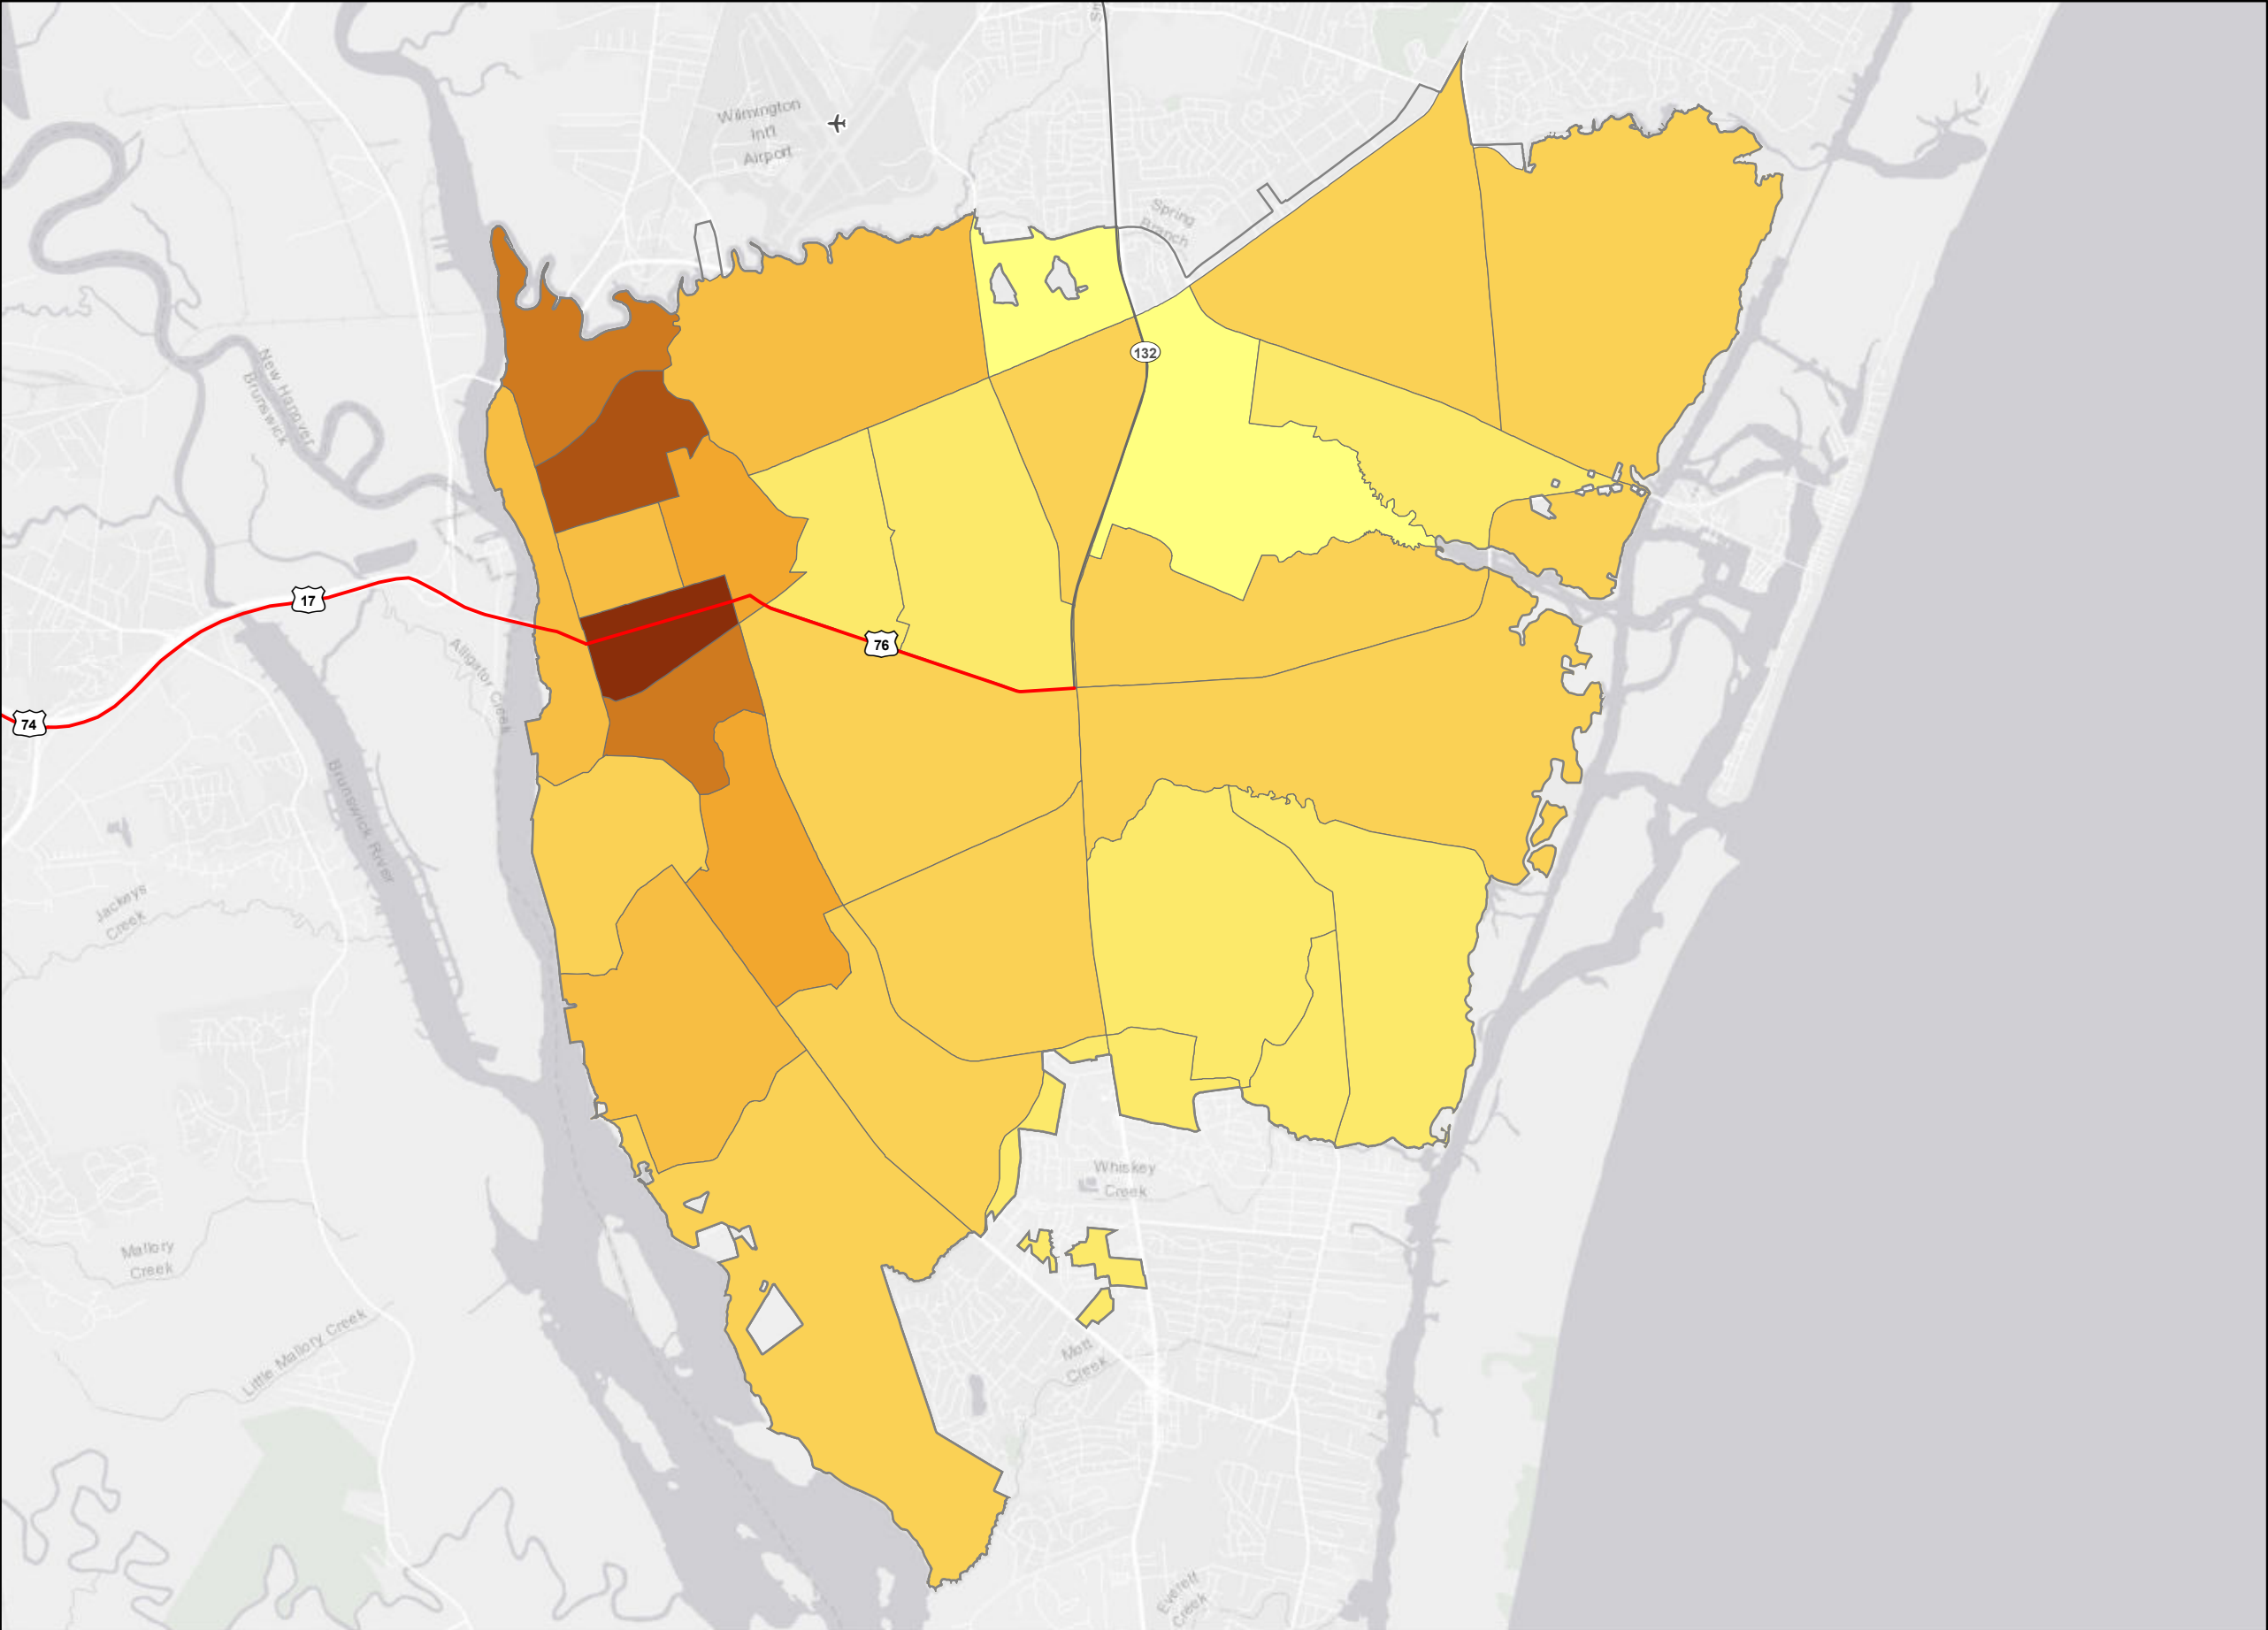 Wilmington
Int'l
Airport
Spring
Branch
132
New Hanover
Brunswick
17
76
Alligator Creek
74
Brunswick River
Jackeys
Creek
Whiskey
Creek
Mallory
Creek
Little Mallory Creek
Mott
Creek
Everett
Creek